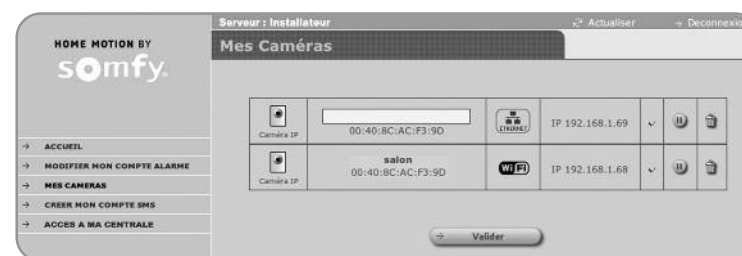 Serveur : Installateur
Actualiser
Deconnexio
HOME MOTION BY
somfy.
Mes Caméras
Caméra IP
00:40:8C:AC:F3:9D
ETHERNET
IP 192.168.1.69
Caméra IP
salon
00:40:8C:AC:F3:9D
WiFi
IP 192.168.1.68
ACCUEIL
MODIFIER MON COMPTE ALARME
MES CAMERAS
CREER MON COMPTE SMS
ACCES A MA CENTRALE
Valider